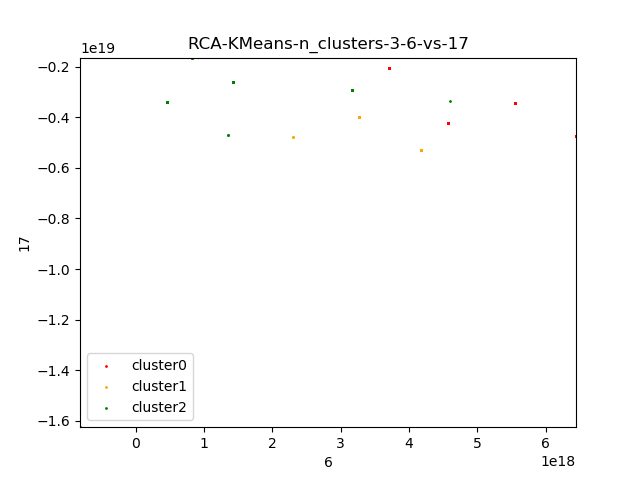 RCA-KMeans-n_clusters-3-6-vs-17
1e19
−0.2
−0.4
−0.6
−0.8
−1.0
−1.2
−1.4
−1.6
17
cluster0
cluster1
cluster2
0 1 2 3 4 5 6
6
1e18